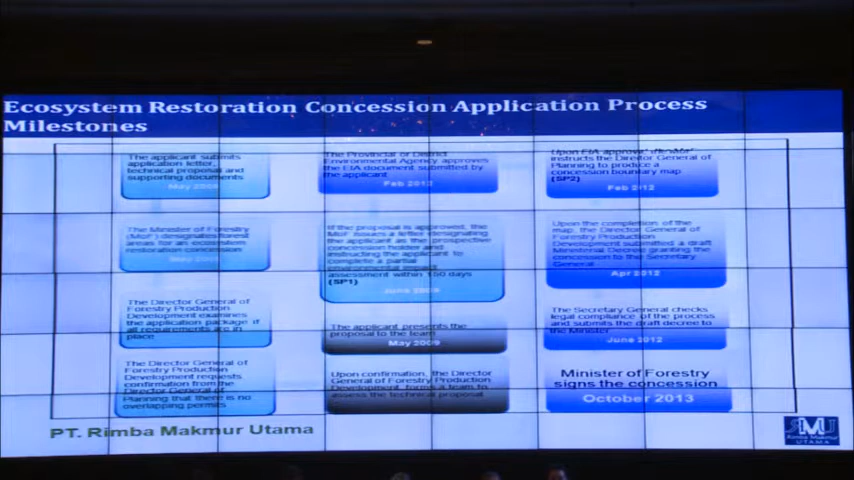 Ecosystem Restoration Concession Application Process
Milestones
The applicant submits
application letter,
technical proposal and
supporting documents
The Minister of Forestry
(MoF) designates forest
areas for an ecosystem
restoration concession
The Director General of
Forestry Production
Development examines
the application package if
all requirements are in
place
The Director General of
Forestry Production
Development requests
confirmation from the
Director General of
Planning that there is no
overlapping permits
The Provincial or District
Environmental Agency approves
the EIA document submitted by
the applicant
Feb 2012
If the proposal is approved, the
MoF issues a letter designating
the applicant as the prospective
concession holder and
instructing the applicant to
complete a partial
environmental impact
assessment within 150 days
(SP1)
June 2009
The applicant presents the
proposal to the team
May 2009
Upon confirmation, the Director
General of Forestry Production
Development forms a team to
assess the technical proposal
Upon EIA approval, the MoF
instructs the Director General of
Planning to produce a
concession boundary map
(SP2)
Feb 2012
Upon the completion of the
map, the Director General of
Forestry Production
Development submitted a draft
Ministerial Decree granting the
concession to the Secretary
General
Apr 2012
The Secretary General checks
legal compliance of the process
and submits the draft decree to
the Minister
June 2012
Minister of Forestry
signs the concession
October 2013
PT. Rimba Makmur Utama
RMU
Rimba Makmur
UTAMA